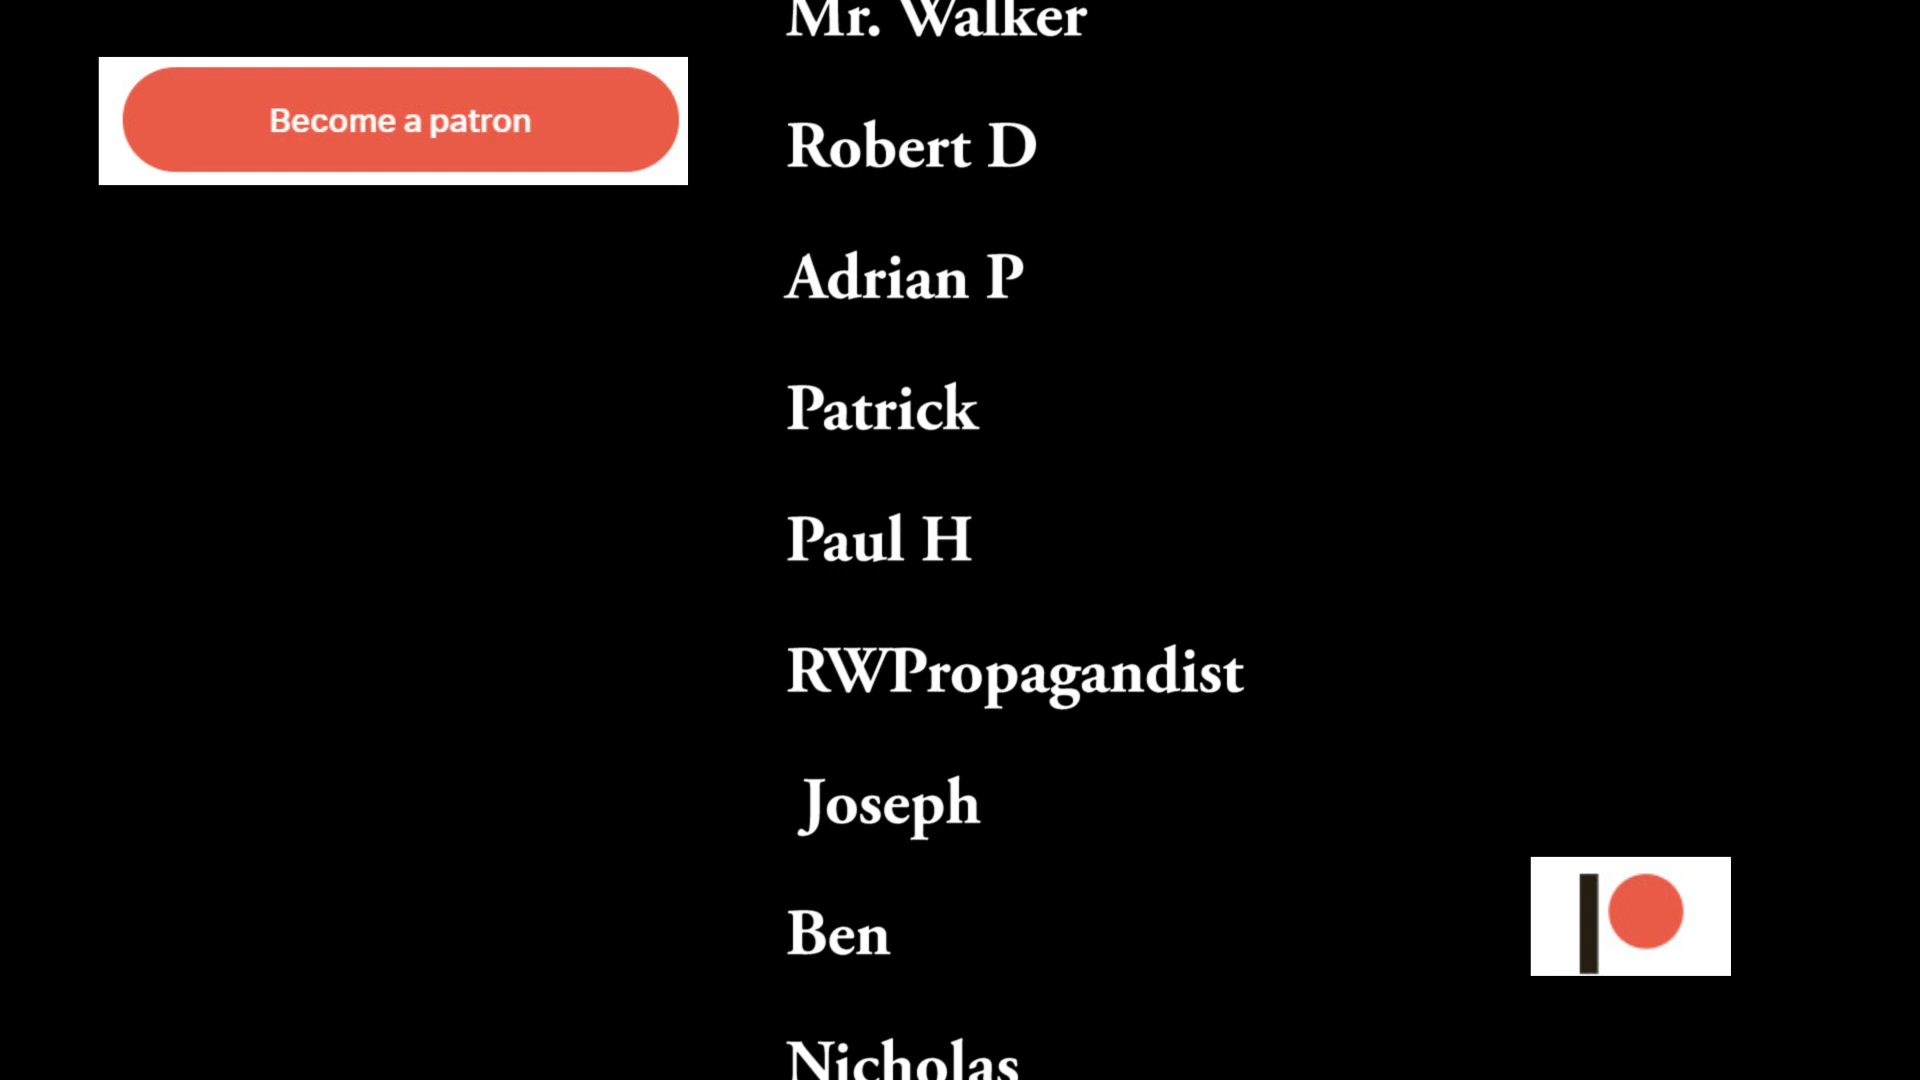 Mr. Walker
Become a patron
Robert D
Adrian P
Patrick
Paul H
RWPropagandist
Joseph
Ben
Nicholas